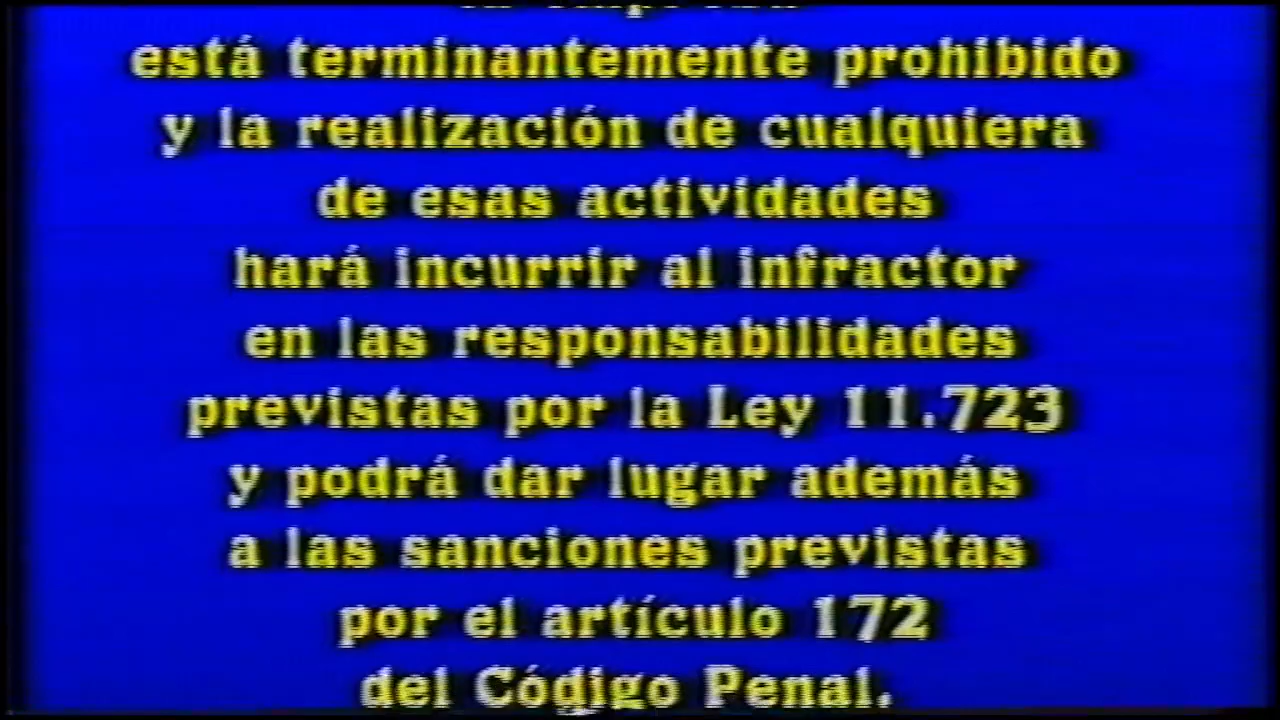 está terminantemente prohibido
y la realización de cualquiera
de esas actividades
hará incurrir al infractor
en las responsabilidades
previstas por la Ley 11.723
y podrá dar lugar además
a las sanciones previstas
por el artículo 172
del Código Penal.